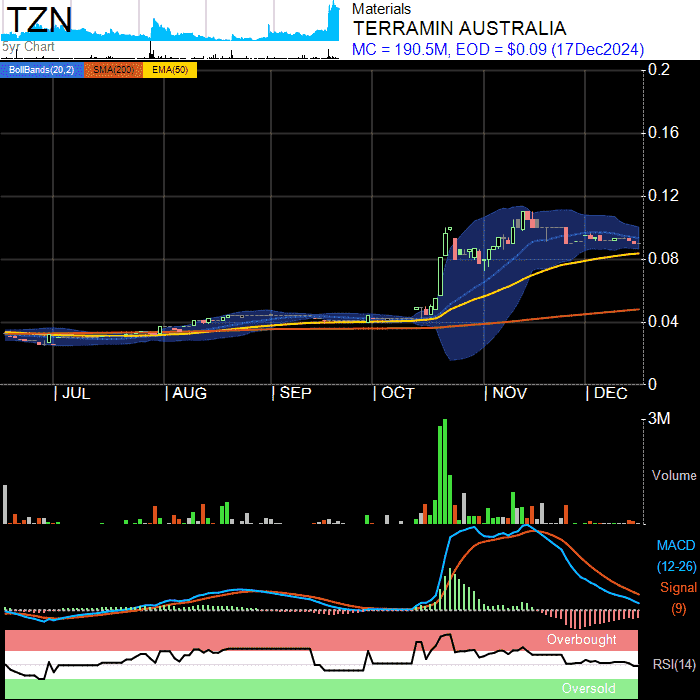 TZN
5yr Chart
Materials
TERRAMIN AUSTRALIA
MC = 190.5M, EOD = $0.09 (17Dec2024)
BollBands(20,2) SMA(200) EMA(50)
0.2
0.16
0.12
0.08
0.04
0
JUL AUG SEP OCT NOV DEC
3M
Volume
MACD
(12-26)
Signal
(9)
Overbought
RSI(14)
Oversold